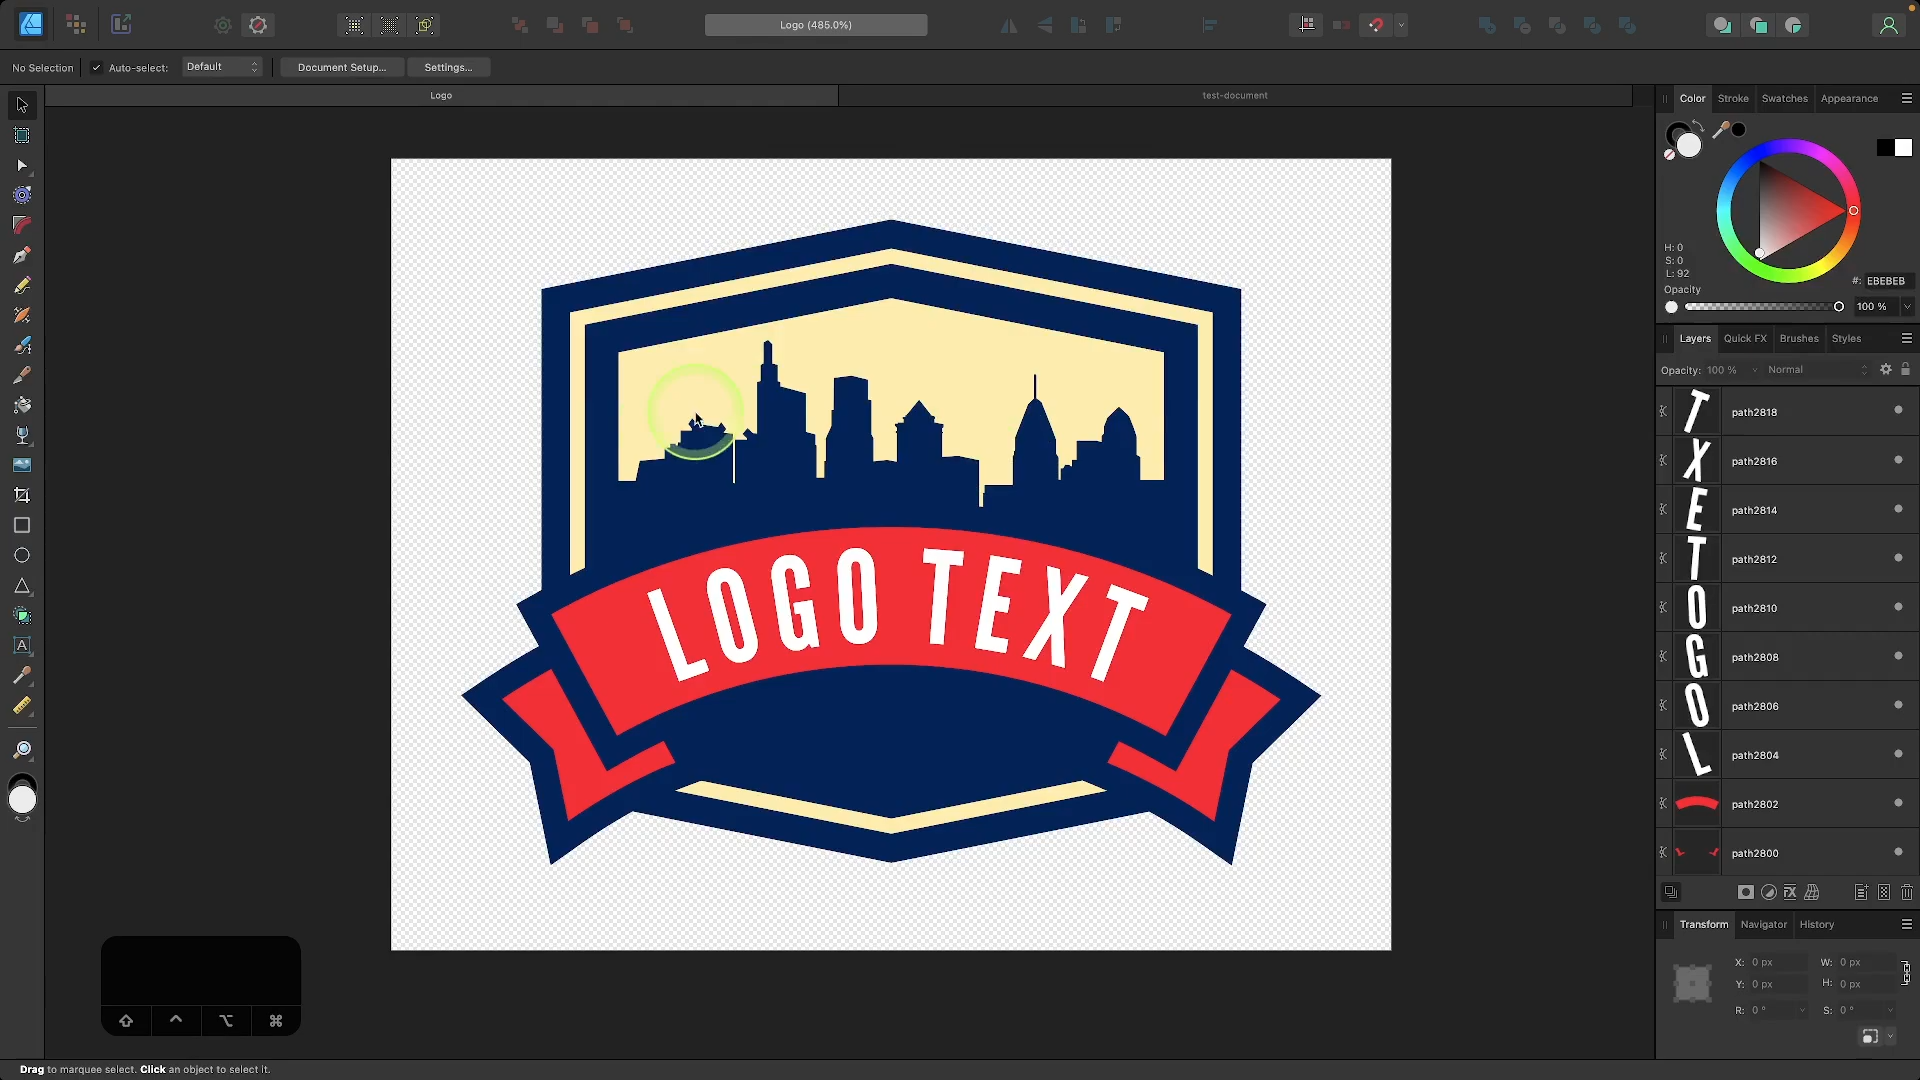 Logo (485.0%)
No Selection
Auto-select:
Default
Document Setup...
Settings...
Logo
test-document
Color
Stroke
Swatches
Appearance
H: 0
S: 0
L: 92
#: EBEBEB
Opacity
100 %
Layers
Quick FX
Brushes
Styles
Opacity: 100 %
Normal
T path2818
X path2816
E path2814
T path2812
O path2810
G path2808
O path2806
L path2804
path2802
path2800
LOGO TEXT
Transform
Navigator
History
X: 0 px
W: 0 px
Y: 0 px
H: 0 px
R: 0 °
S: 0 °
Drag to marquee select. Click an object to select it.